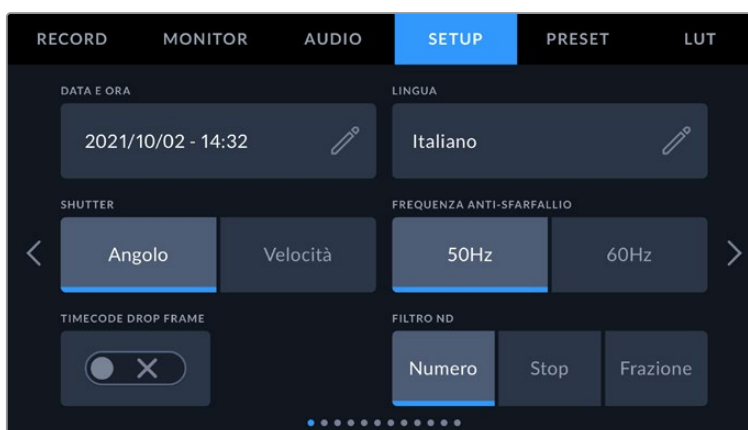 RECORD MONITOR AUDIO SETUP PRESET LUT
DATA E ORA LINGUA
2021/10/02 - 14:32 Italiano
SHUTTER FREQUENZA ANTI-SFARFALLIO
Angolo Velocità 50Hz 60Hz
TIMECODE DROP FRAME FILTRO ND
Numero Stop Frazione